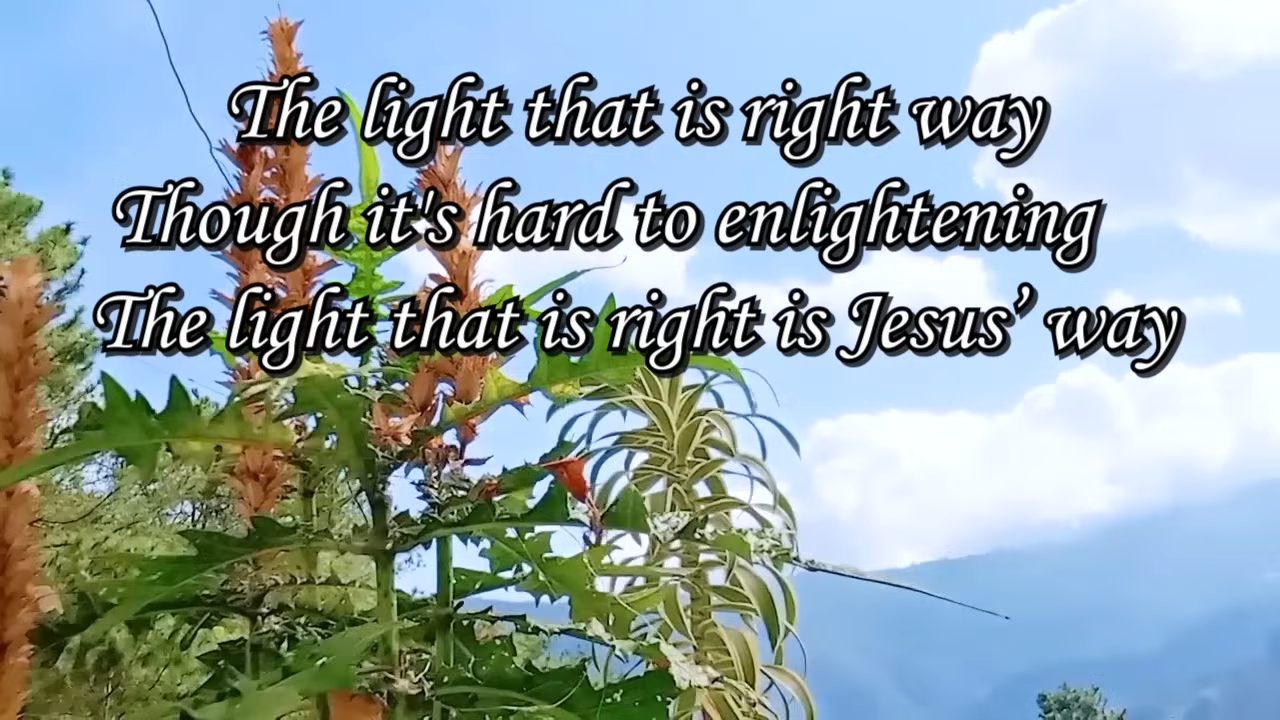 The light that is right way
Though it's hard to enlightening
The light that is right is Jesus’ way